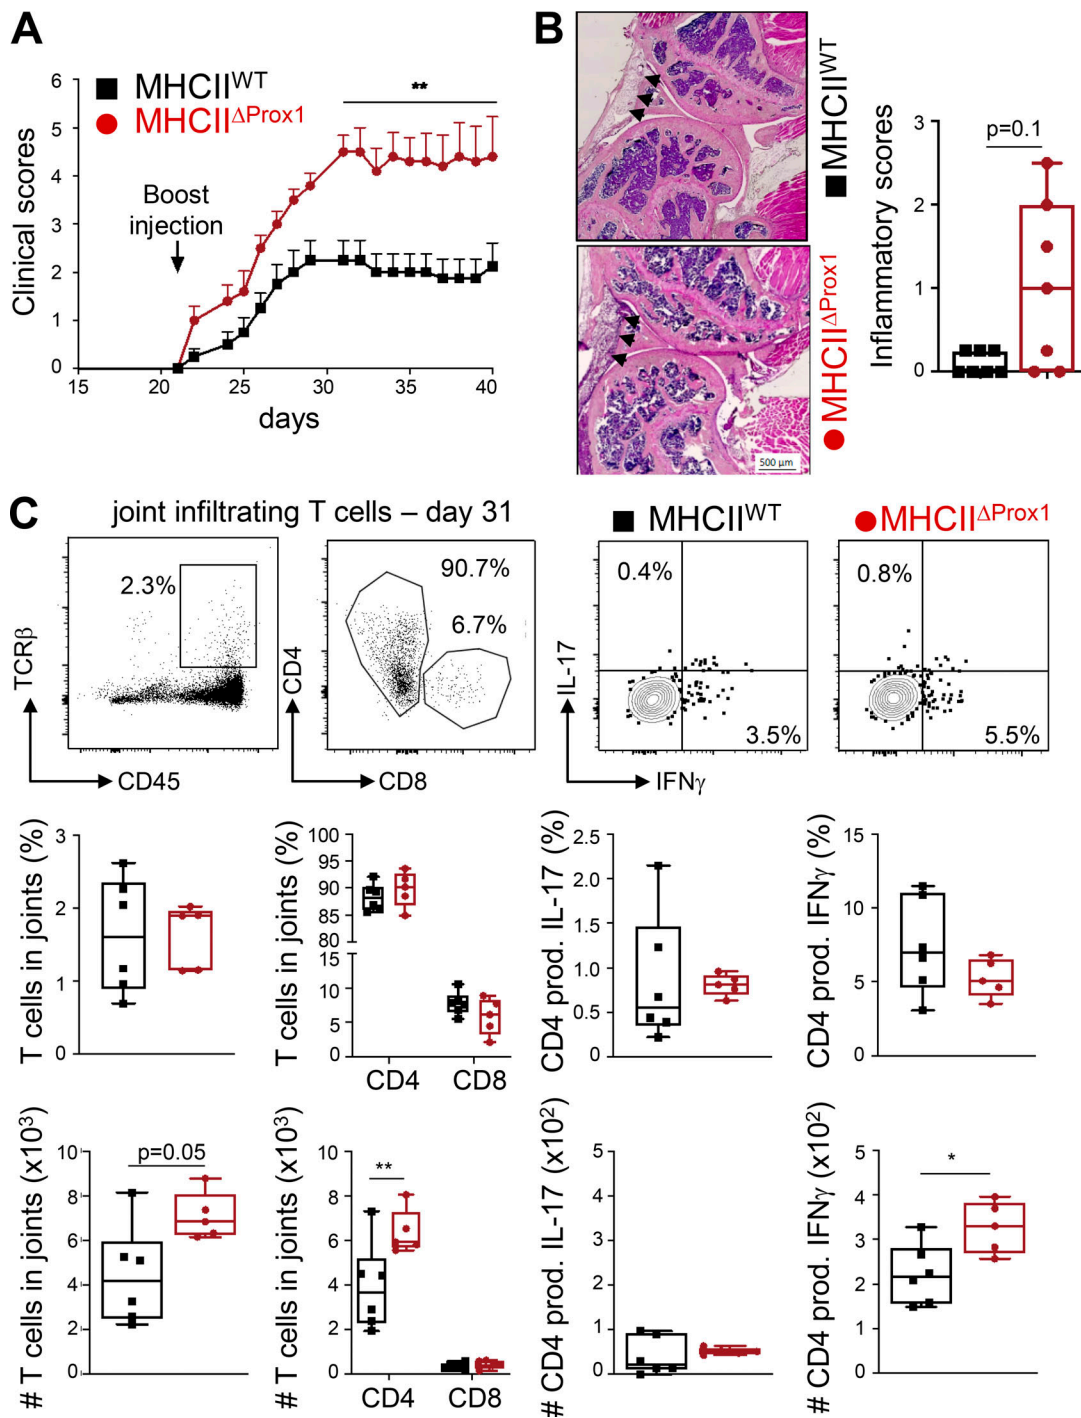 A
MHCII^WT
MHCII^ΔProx1
**
Boost
injection
Clinical scores
6
5
4
3
2
1
0
15 20 25 30 35 40
days
B
500 µm
MHCII^WT
MHCII^ΔProx1
p=0.1
Inflammatory scores
3
2
1
0
C
joint infiltrating T cells – day 31
MHCII^WT
MHCII^ΔProx1
2.3%
TCRβ
CD45
90.7%
6.7%
CD4
CD8
0.4%
3.5%
IL-17
IFNγ
0.8%
5.5%
T cells in joints (%)
3
2
1
0
T cells in joints (%)
100
95
90
85
80
15
10
5
0
CD4 CD8
CD4 prod. IL-17 (%)
2.5
2.0
1.5
1.0
0.5
0
CD4 prod. IFNγ (%)
15
10
5
0
# T cells in joints (x10³)
10
8
6
4
2
0
p=0.05
# T cells in joints (x10³)
10
8
6
4
2
0
**
CD4 CD8
# CD4 prod. IL-17 (x10²)
5
4
3
2
1
0
# CD4 prod. IFNγ (x10²)
5
4
3
2
1
0
*